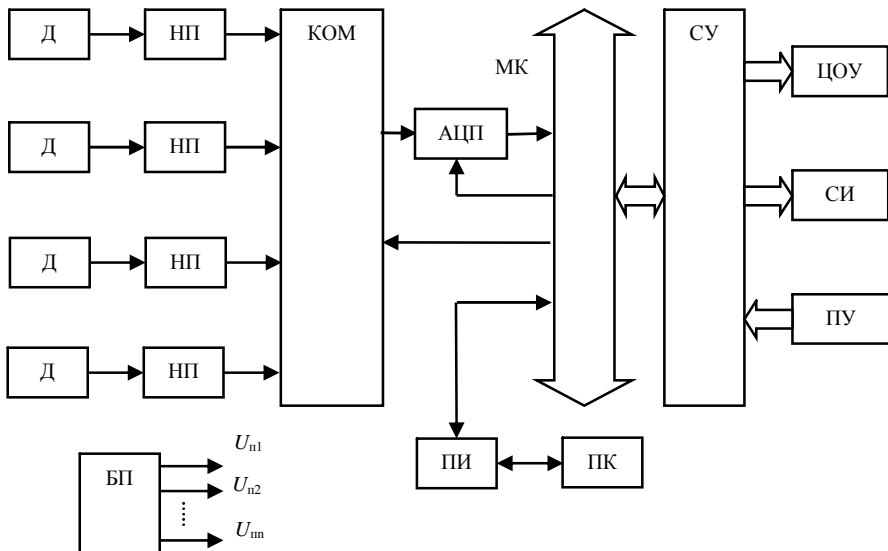 Д
НП
КОМ
МК
СУ
ЦОУ
Д
НП
АЦП
Д
НП
СИ
Д
НП
ПУ
ПИ
ПК
БП
Uп1
Uп2
Uпn